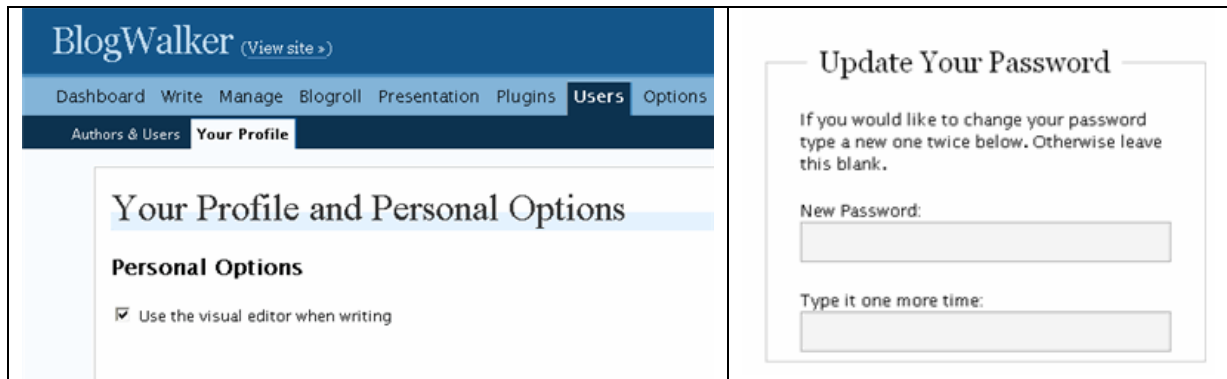 BlogWalker (View site »)
Dashboard Write Manage Blogroll Presentation Plugins Users Options
Authors & Users Your Profile
Your Profile and Personal Options
Personal Options
Use the visual editor when writing
Update Your Password
If you would like to change your password
type a new one twice below. Otherwise leave
this blank.
New Password:
Type it one more time: